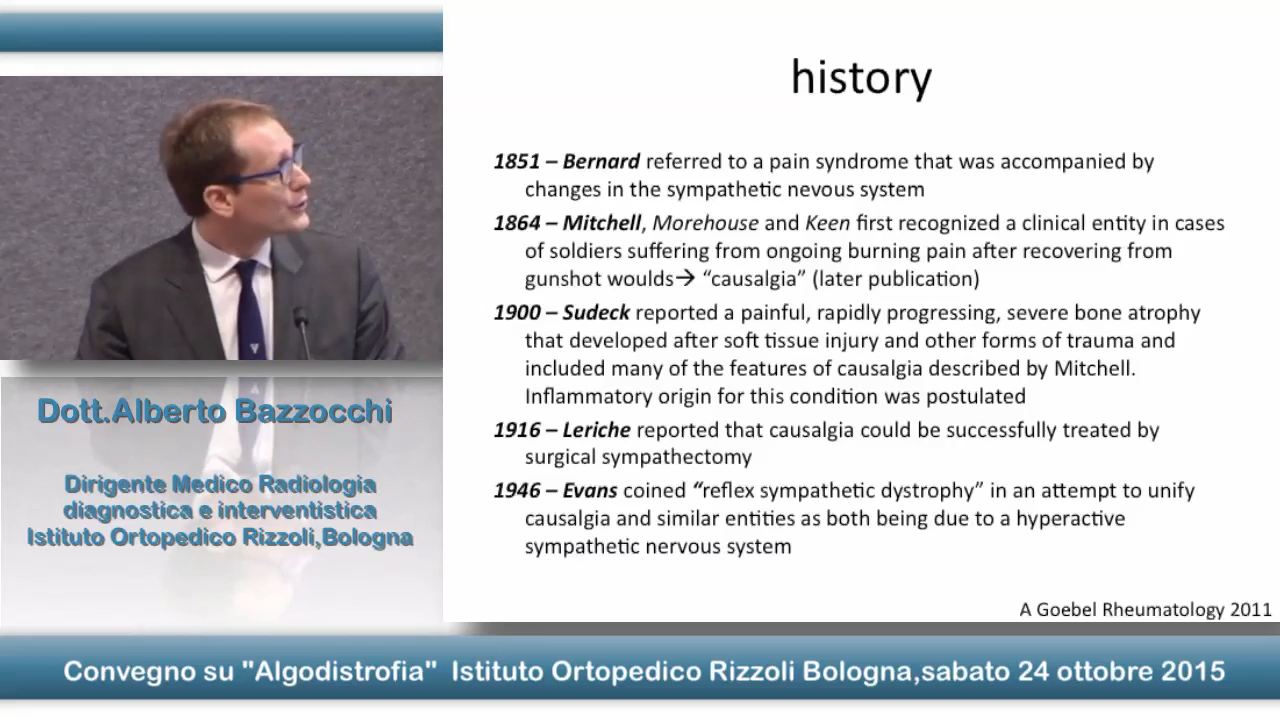 history
1851 – Bernard referred to a pain syndrome that was accompanied by
changes in the sympathetic nevous system
1864 – Mitchell, Morehouse and Keen first recognized a clinical entity in cases
of soldiers suffering from ongoing burning pain after recovering from
gunshot woulds→ “causalgia” (later publication)
1900 – Sudeck reported a painful, rapidly progressing, severe bone atrophy
that developed after soft tissue injury and other forms of trauma and
included many of the features of causalgia described by Mitchell.
Inflammatory origin for this condition was postulated
1916 – Leriche reported that causalgia could be successfully treated by
surgical sympathectomy
1946 – Evans coined “reflex sympathetic dystrophy” in an attempt to unify
causalgia and similar entities as both being due to a hyperactive
sympathetic nervous system
A Goebel Rheumatology 2011
Dott.Alberto Bazzocchi
Dirigente Medico Radiologia
diagnostica e interventistica
Istituto Ortopedico Rizzoli,Bologna
Convegno su "Algodistrofia" Istituto Ortopedico Rizzoli Bologna,sabato 24 ottobre 2015